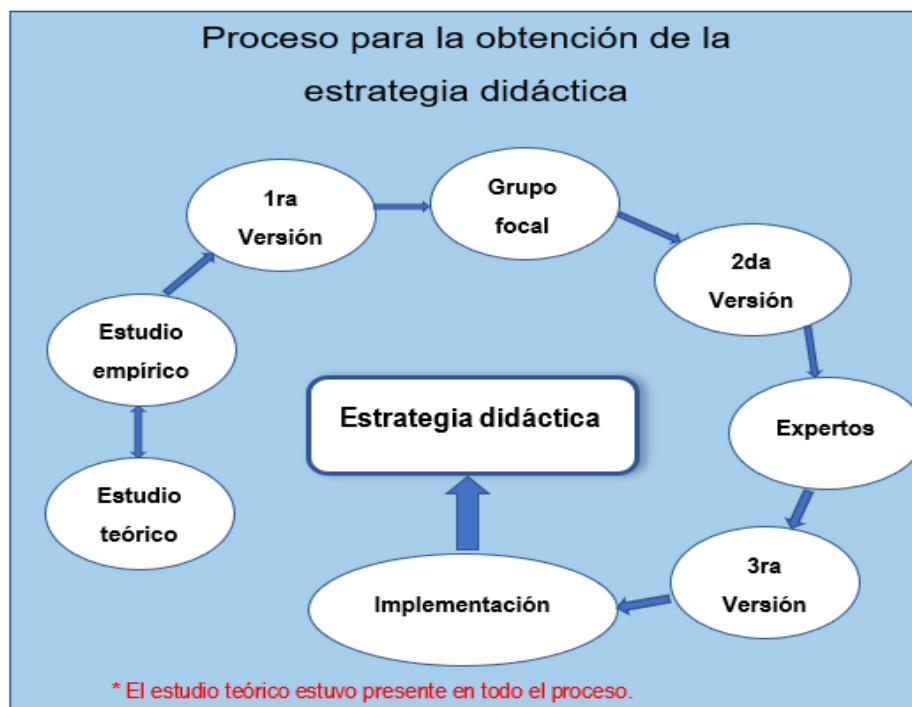 Proceso para la obtención de la
estrategia didáctica
1ra
Versión
Grupo
focal
2da
Versión
Estudio
empírico
Estrategia didáctica
Expertos
Estudio
teórico
3ra
Versión
Implementación
* El estudio teórico estuvo presente en todo el proceso.